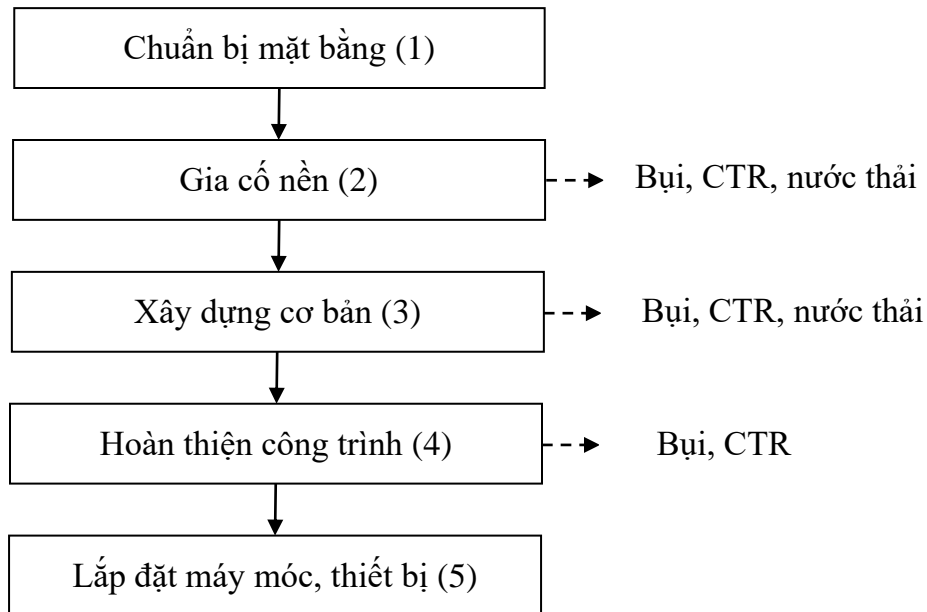 Chuẩn bị mặt bằng (1)
Gia cố nền (2)
Bụi, CTR, nước thải
Xây dựng cơ bản (3)
Bụi, CTR, nước thải
Hoàn thiện công trình (4)
Bụi, CTR
Lắp đặt máy móc, thiết bị (5)